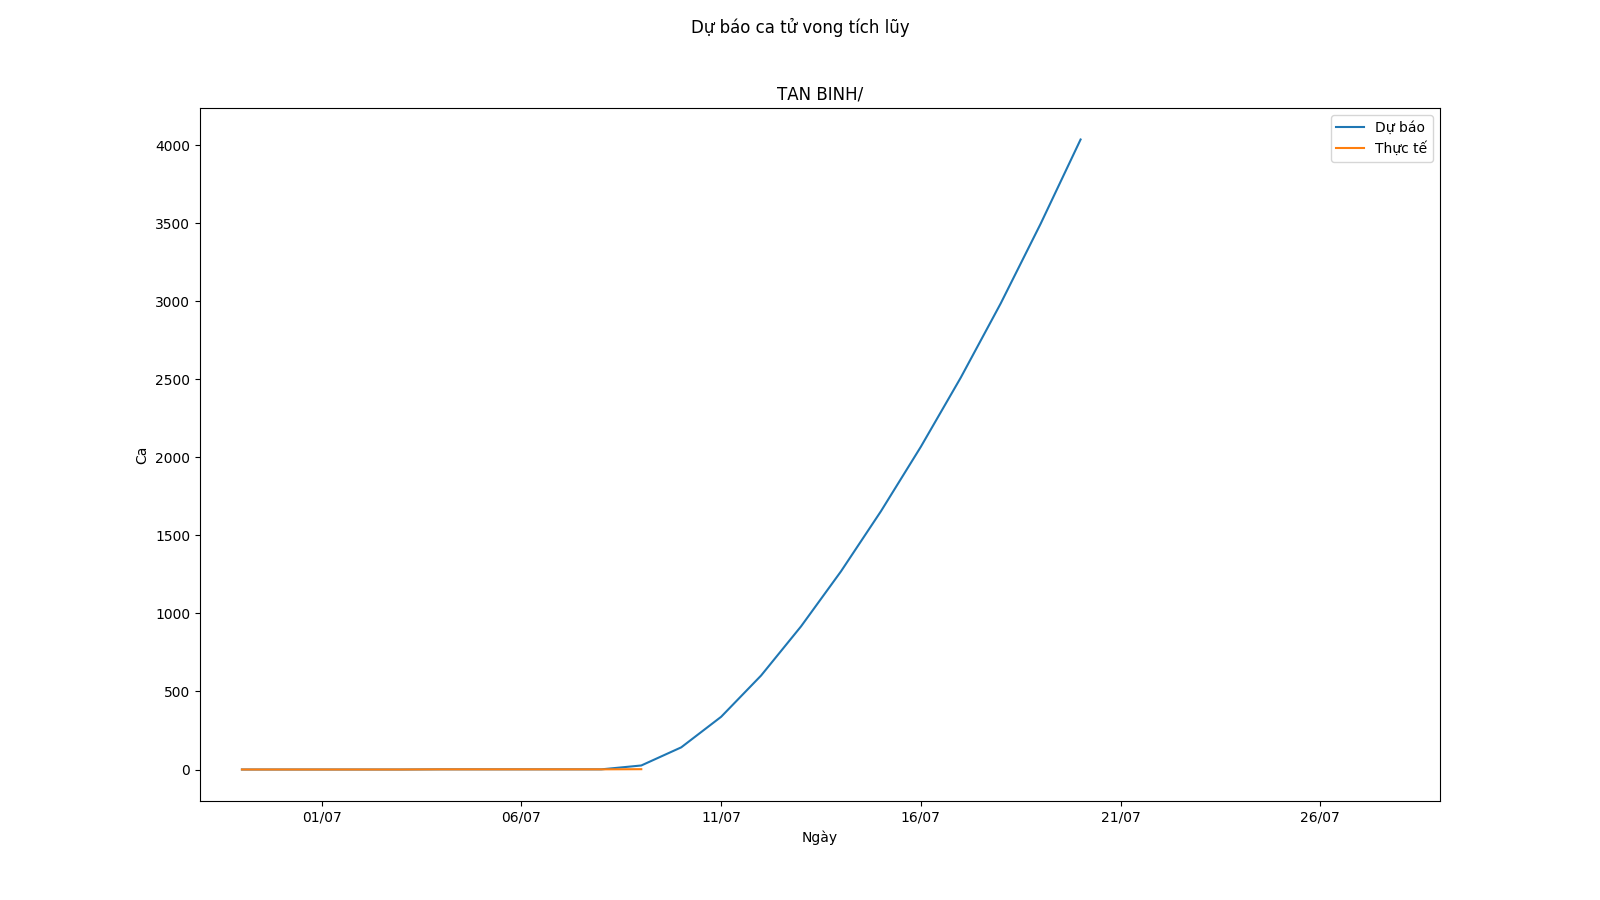 Dự báo ca tử vong tích lũy
TAN BINH/
Dự báo
Thực tế
4000
3500
3000
2500
2000
1500
1000
500
0
Ca
01/07 06/07 11/07 16/07 21/07 26/07
Ngày